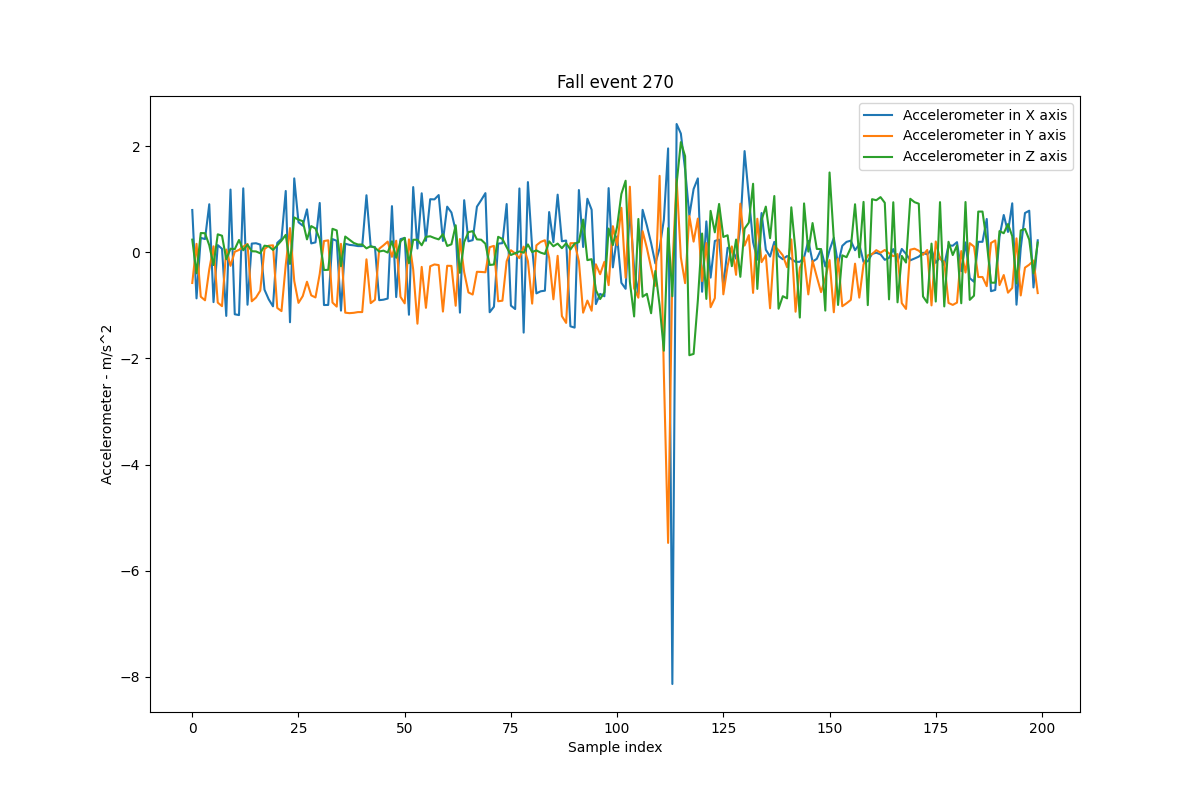 Fall event 270
Accelerometer in X axis
Accelerometer in Y axis
Accelerometer in Z axis
Accelerometer - m/s^2
2
0
−2
−4
−6
−8
0 25 50 75 100 125 150 175 200
Sample index